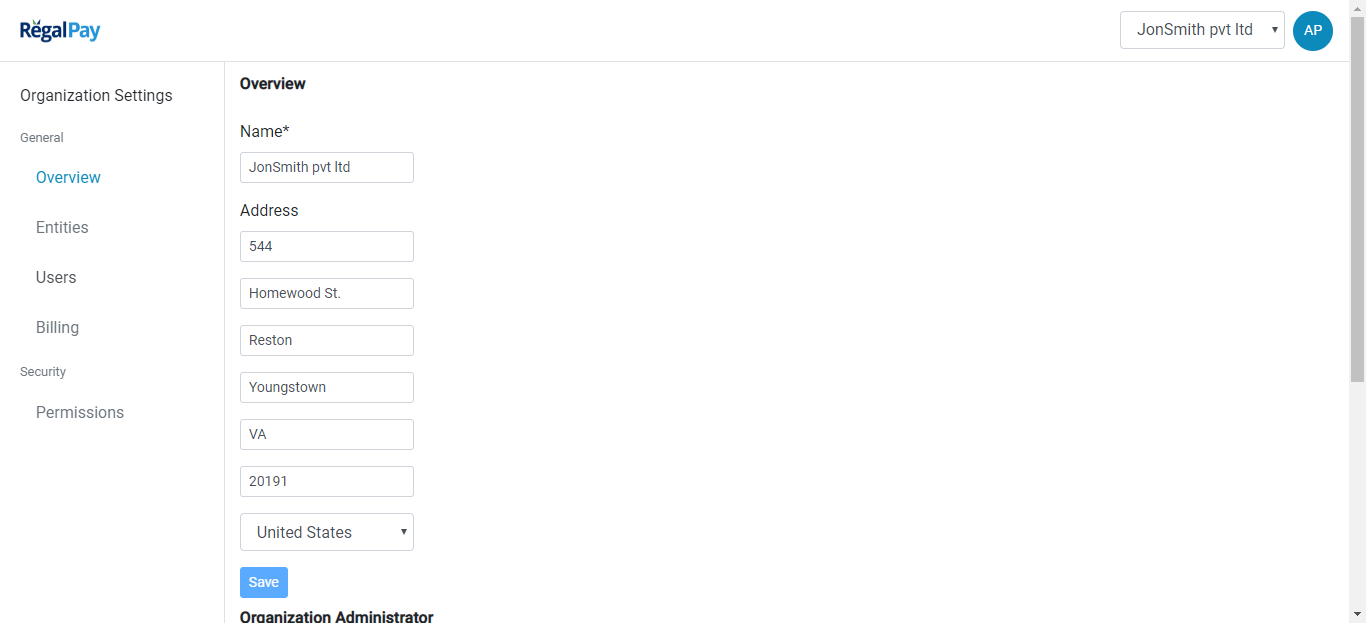 RegalPay
JonSmith pvt ltd
AP
Organization Settings
General
Overview
Entities
Users
Billing
Security
Permissions
Overview
Name*
JonSmith pvt ltd
Address
544
Homewood St.
Reston
Youngstown
VA
20191
United States
Save
Organization Administrator